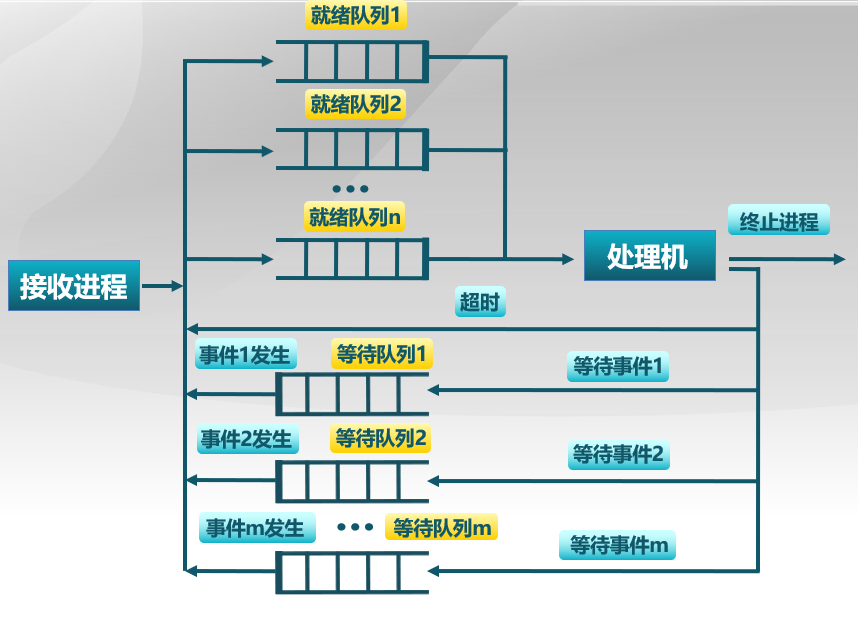 就绪队列1
就绪队列2
•••
就绪队列n
终止进程
处理机
接收进程
超时
事件1发生
等待队列1
等待事件1
事件2发生
等待队列2
等待事件2
事件m发生
•••
等待队列m
等待事件m